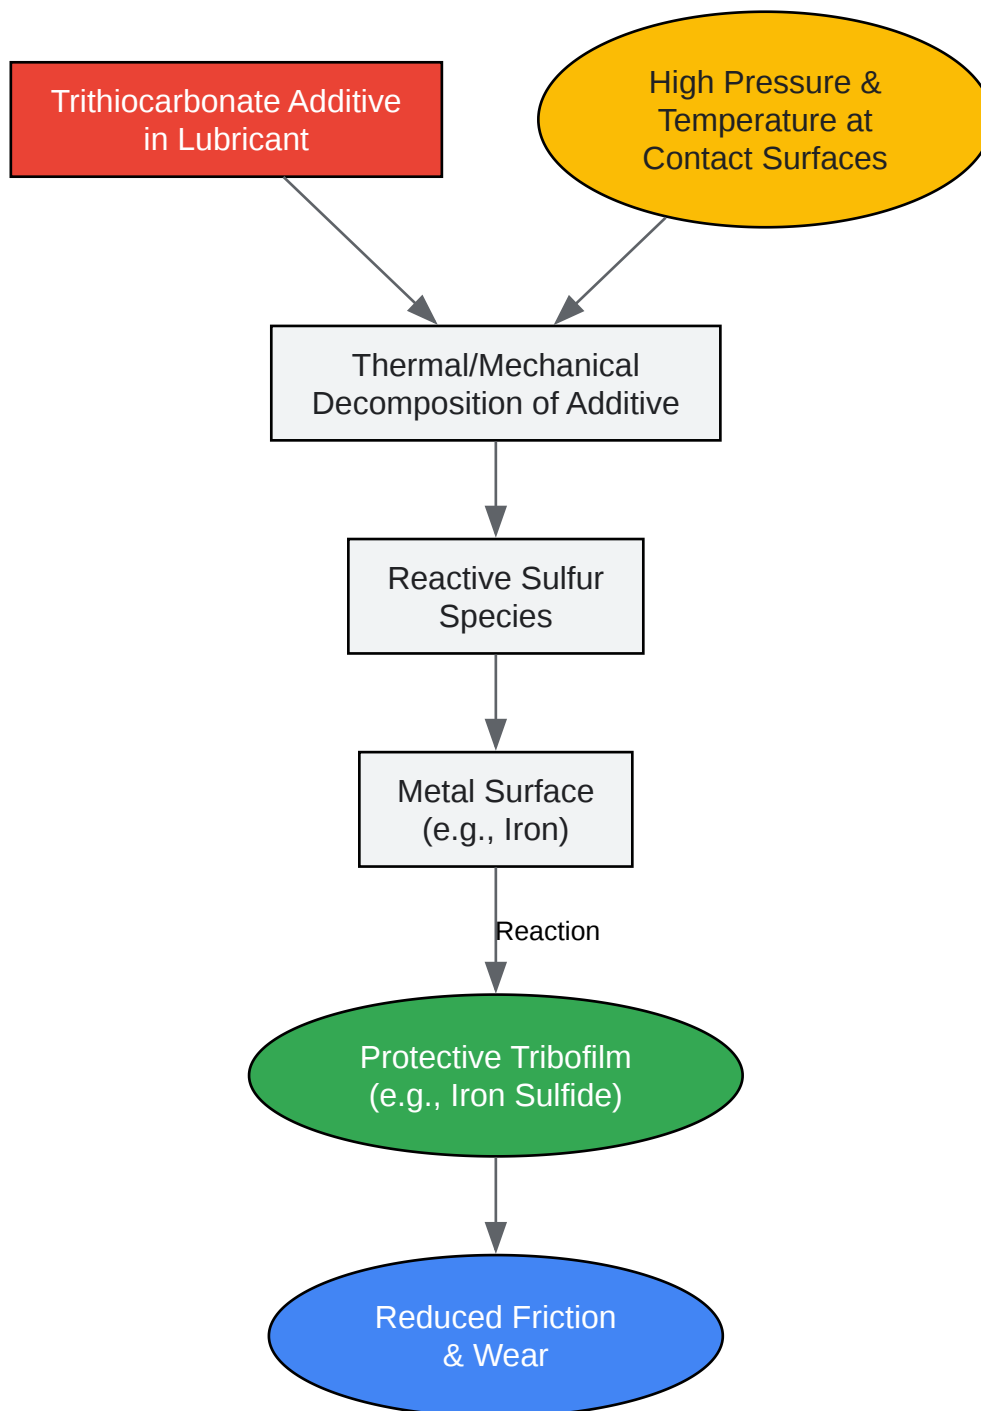 Trithiocarbonate Additive
in Lubricant
High Pressure &
Temperature at
Contact Surfaces
Thermal/Mechanical
Decomposition of Additive
Reactive Sulfur
Species
Metal Surface
(e.g., Iron)
Reaction
Protective Tribofilm
(e.g., Iron Sulfide)
Reduced Friction
& Wear